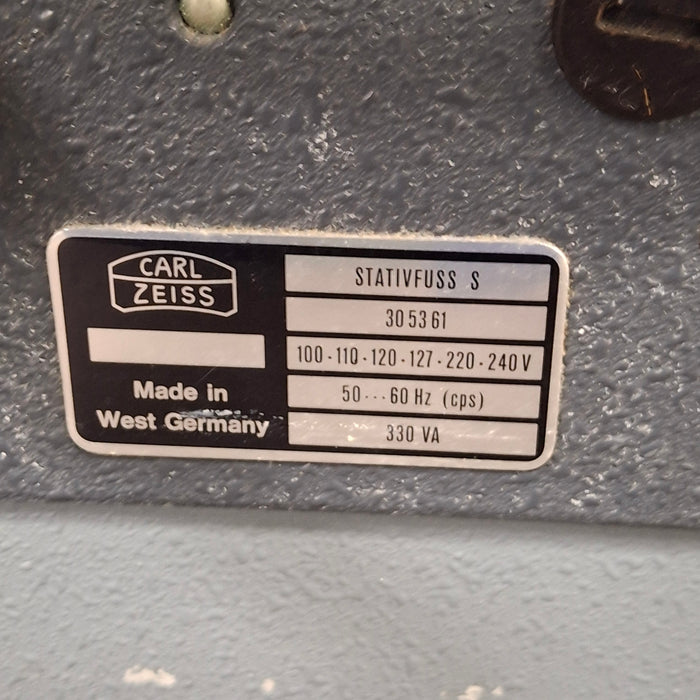 CARL
ZEISS
Made in
West Germany
STATIVFUSS S
30 53 61
100-110-120-127-220-240V
50···60 Hz (cps)
330 VA